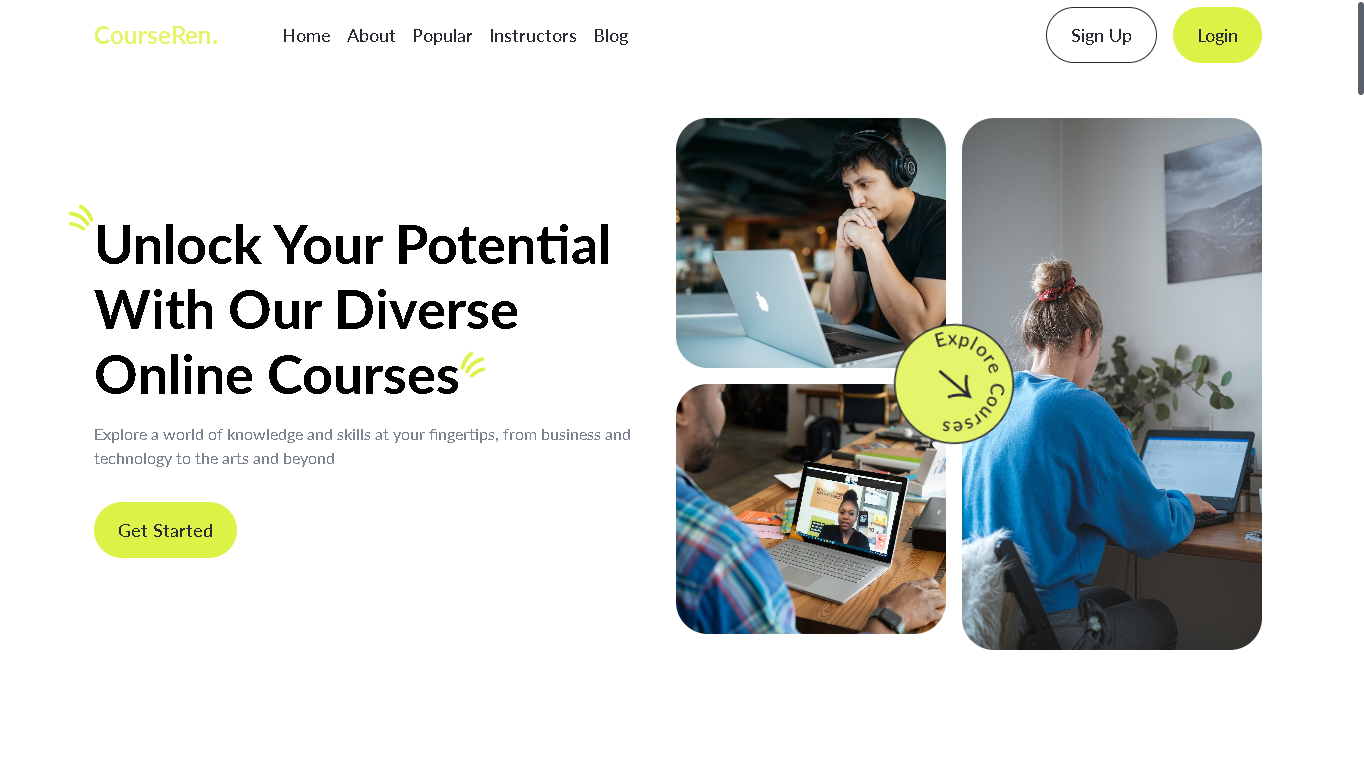 CourseRen.
Home About Popular Instructors Blog
Sign Up
Login
Unlock Your Potential
With Our Diverse
Online Courses
Explore a world of knowledge and skills at your fingertips, from business and
technology to the arts and beyond
Get Started
Explore Courses